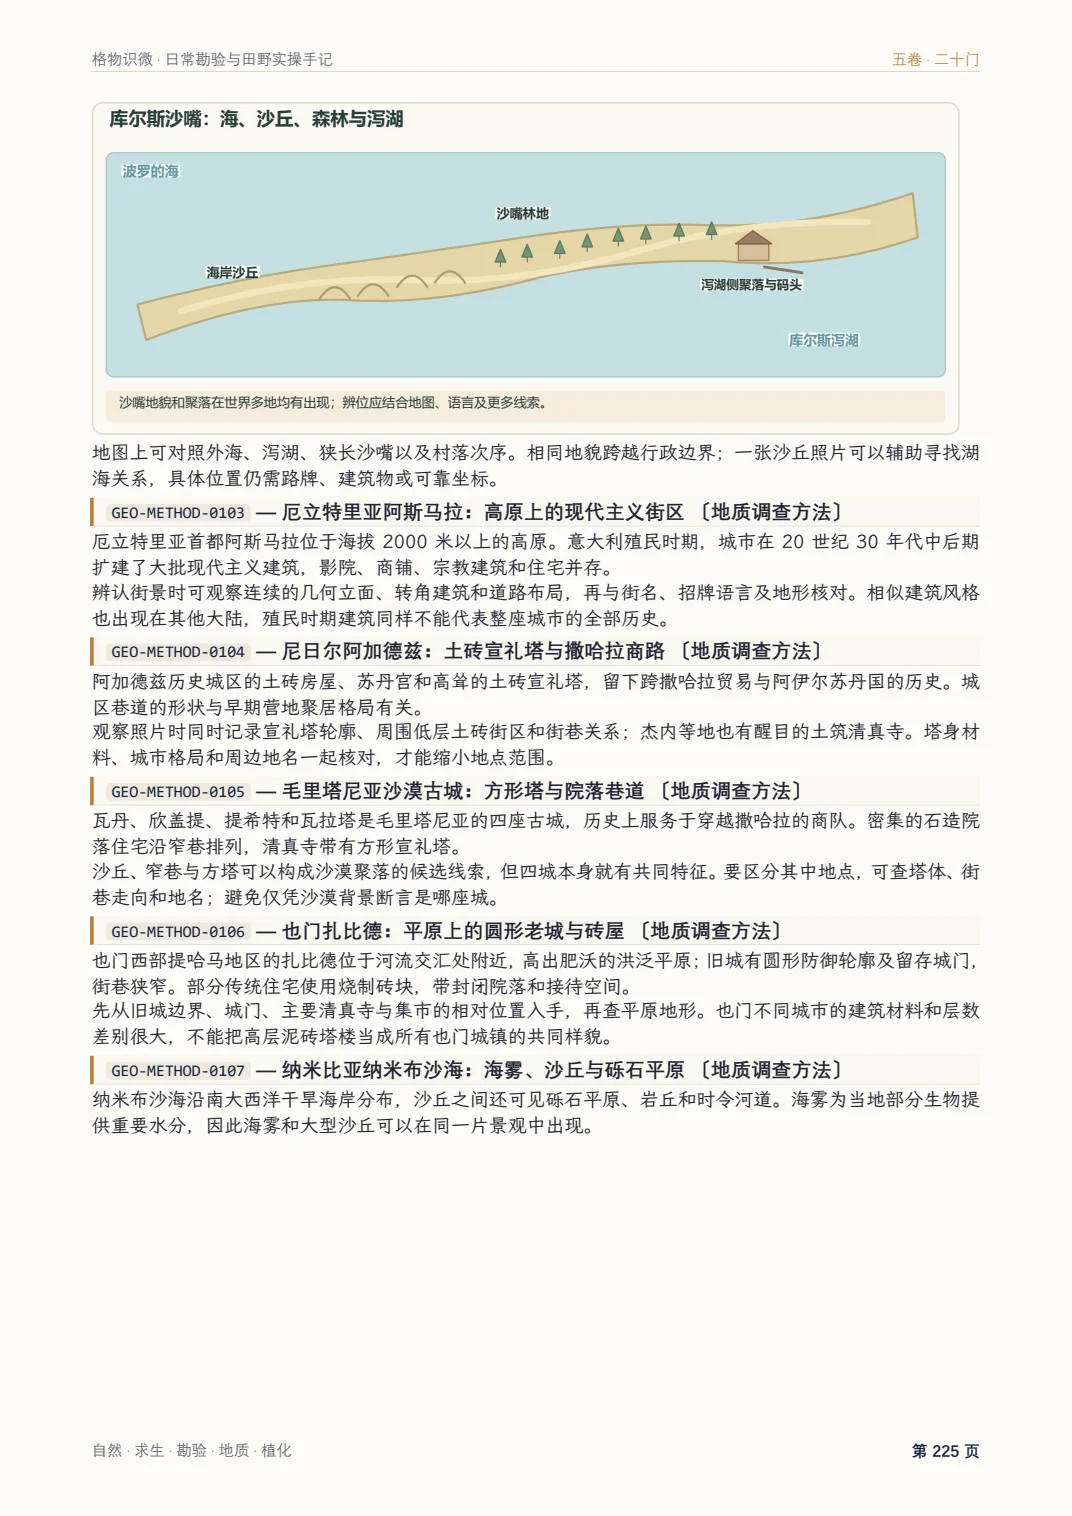 格物识微 · 日常勘验与田野实操手记
五卷 · 二十门
库尔斯沙嘴：海、沙丘、森林与泻湖
波罗的海
沙嘴林地
海岸沙丘
泻湖侧聚落与码头
库尔斯泻湖
沙嘴地貌和聚落在世界多地均有出现；辨位应结合地图、语言及更多线索。
地图上可对照外海、泻湖、狭长沙嘴以及村落次序。相同地貌跨越行政边界；一张沙丘照片可以辅助寻找湖
海关系，具体位置仍需路牌、建筑物或可靠坐标。
GEO-METHOD-0103 — 厄立特里亚阿斯马拉：高原上的现代主义街区 〔地质调查方法〕
厄立特里亚首都阿斯马拉位于海拔 2000 米以上的高原。意大利殖民时期，城市在 20 世纪 30 年代中后期
扩建了大批现代主义建筑，影院、商铺、宗教建筑和住宅并存。
辨认街景时可观察连续的几何立面、转角建筑和道路布局，再与街名、招牌语言及地形核对。相似建筑风格
也出现在其他大陆，殖民时期建筑同样不能代表整座城市的全部历史。
GEO-METHOD-0104 — 尼日尔阿加德兹：土砖宣礼塔与撒哈拉商路 〔地质调查方法〕
阿加德兹历史城区的土砖房屋、苏丹宫和高耸的土砖宣礼塔，留下跨撒哈拉贸易与阿伊尔苏丹国的历史。城
区巷道的形状与早期营地聚居格局有关。
观察照片时同时记录宣礼塔轮廓、周围低层土砖街区和街巷关系；杰内等地也有醒目的土筑清真寺。塔身材
料、城市格局和周边地名一起核对，才能缩小地点范围。
GEO-METHOD-0105 — 毛里塔尼亚沙漠古城：方形塔与院落巷道 〔地质调查方法〕
瓦丹、欣盖提、提希特和瓦拉塔是毛里塔尼亚的四座古城，历史上服务于穿越撒哈拉的商队。密集的石造院
落住宅沿窄巷排列，清真寺带有方形宣礼塔。
沙丘、窄巷与方塔可以构成沙漠聚落的候选线索，但四城本身就有共同特征。要区分其中地点，可查塔体、街
巷走向和地名；避免仅凭沙漠背景断言是哪座城。
GEO-METHOD-0106 — 也门扎比德：平原上的圆形老城与砖屋 〔地质调查方法〕
也门西部提哈马地区的扎比德位于河流交汇处附近，高出肥沃的洪泛平原；旧城有圆形防御轮廓及留存城门，
街巷狭窄。部分传统住宅使用烧制砖块，带封闭院落和接待空间。
先从旧城边界、城门、主要清真寺与集市的相对位置入手，再查平原地形。也门不同城市的建筑材料和层数
差别很大，不能把高层泥砖塔楼当成所有也门城镇的共同样貌。
GEO-METHOD-0107 — 纳米比亚纳米布沙海：海雾、沙丘与砾石平原 〔地质调查方法〕
纳米布沙海沿南大西洋干旱海岸分布，沙丘之间还可见砾石平原、岩丘和时令河道。海雾为当地部分生物提
供重要水分，因此海雾和大型沙丘可以在同一片景观中出现。
自然 · 求生 · 勘验 · 地质 · 植化
第 225 页